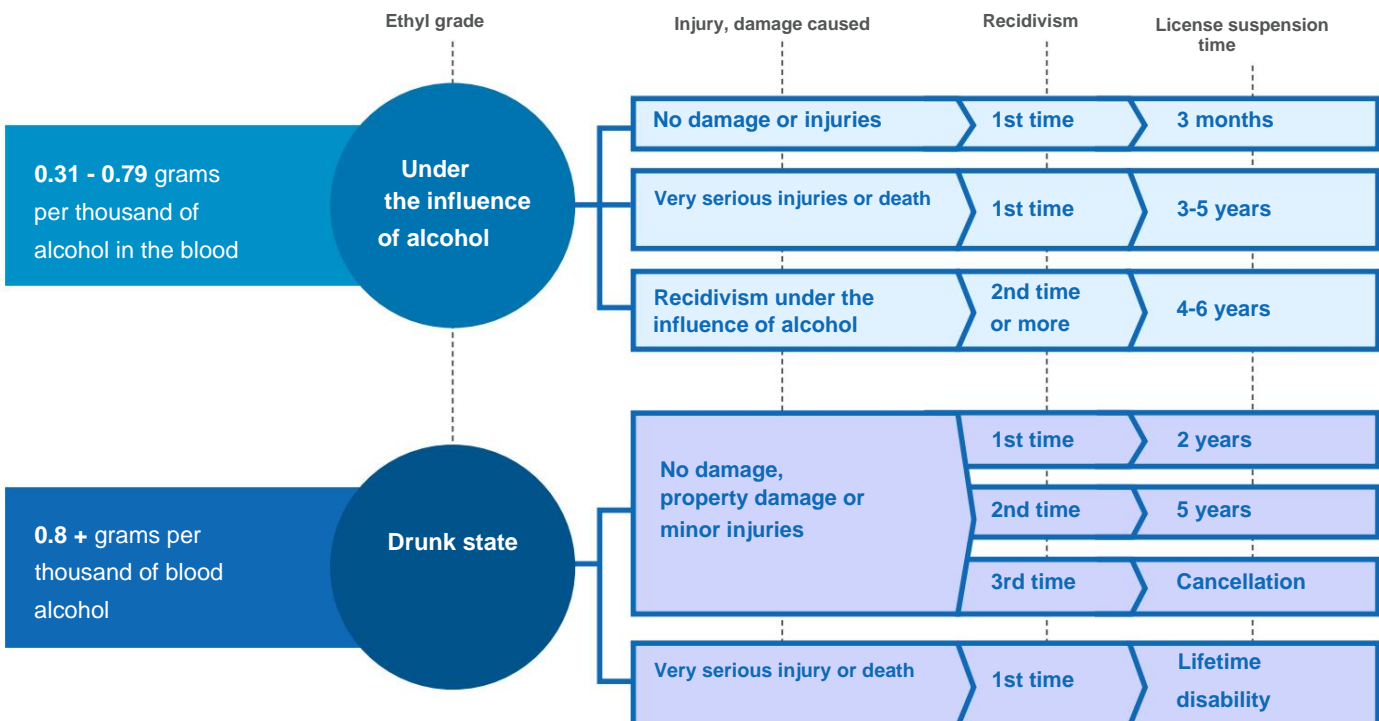 Ethyl grade
Injury, damage caused
Recidivism
License suspension
time
0.31 - 0.79 grams
per thousand of
alcohol in the blood
Under
the influence
of alcohol
No damage or injuries
1st time
3 months
Very serious injuries or death
1st time
3-5 years
Recidivism under the
influence of alcohol
2nd time
or more
4-6 years
0.8 + grams per
thousand of blood
alcohol
Drunk state
No damage,
property damage or
minor injuries
1st time
2 years
2nd time
5 years
3rd time
Cancellation
Very serious injury or death
1st time
Lifetime
disability